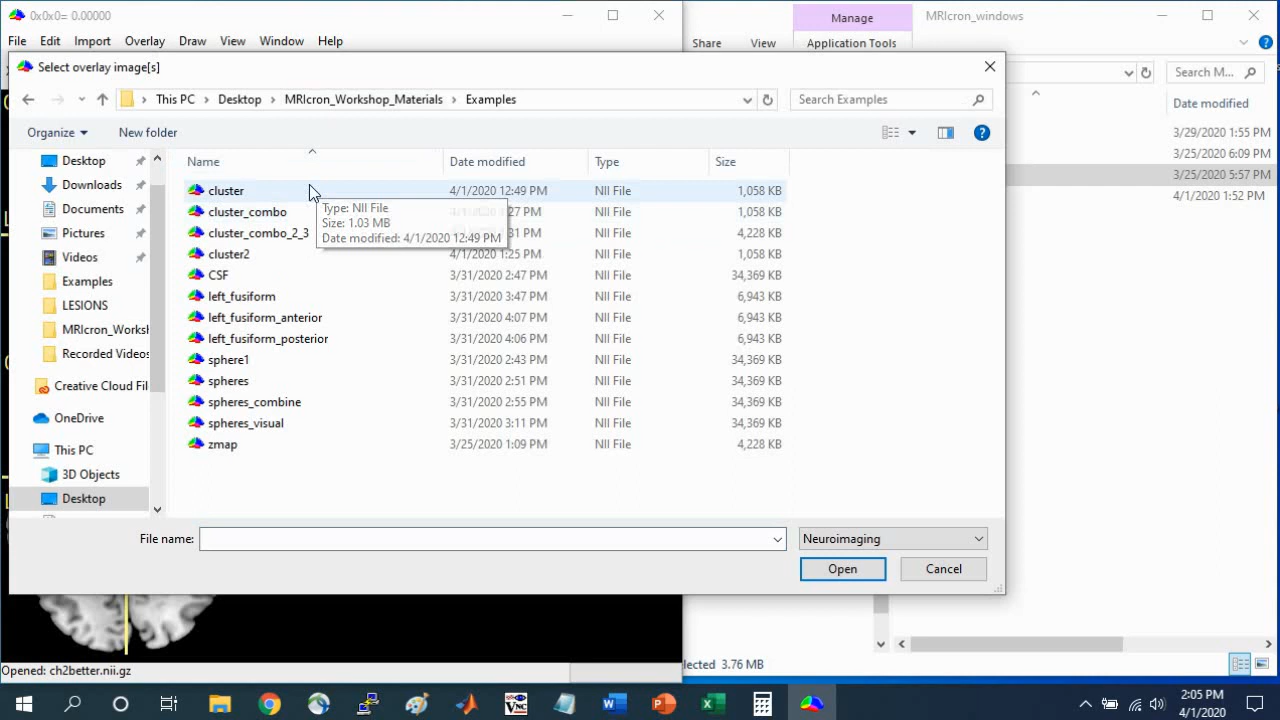 0x0x0= 0.00000
File Edit Import Overlay Draw View Window Help
Manage
MRIcron_windows
Share View Application Tools
Select overlay image[s]
This PC > Desktop > MRIcron_Workshop_Materials > Examples
Search Examples
Search M...
Organize
New folder
Date modified
3/29/2020 1:55 PM
3/25/2020 6:09 PM
3/25/2020 5:57 PM
4/1/2020 1:52 PM
Desktop
Downloads
Documents
Pictures
Videos
Examples
LESIONS
MRIcron_Worksh
Recorded Videos
Creative Cloud Fil
OneDrive
This PC
3D Objects
Desktop
Name Date modified Type Size
cluster 4/1/2020 12:49 PM NII File 1,058 KB
cluster_combo 27 PM NII File 1,058 KB
cluster_combo_2_3 31 PM NII File 4,228 KB
cluster2 4/1/2020 1:25 PM NII File 1,058 KB
CSF 3/31/2020 2:47 PM NII File 34,369 KB
left_fusiform 3/31/2020 3:47 PM NII File 6,943 KB
left_fusiform_anterior 3/31/2020 4:07 PM NII File 6,943 KB
left_fusiform_posterior 3/31/2020 4:06 PM NII File 6,943 KB
sphere1 3/31/2020 2:43 PM NII File 34,369 KB
spheres 3/31/2020 2:51 PM NII File 34,369 KB
spheres_combine 3/31/2020 2:55 PM NII File 34,369 KB
spheres_visual 3/31/2020 3:11 PM NII File 34,369 KB
zmap 3/25/2020 1:09 PM NII File 4,228 KB
Type: NII File
Size: 1.03 MB
Date modified: 4/1/2020 12:49 PM
File name:
Neuroimaging
Open
Cancel
Opened: ch2better.nii.gz
lected 3.76 MB
2:05 PM
4/1/2020